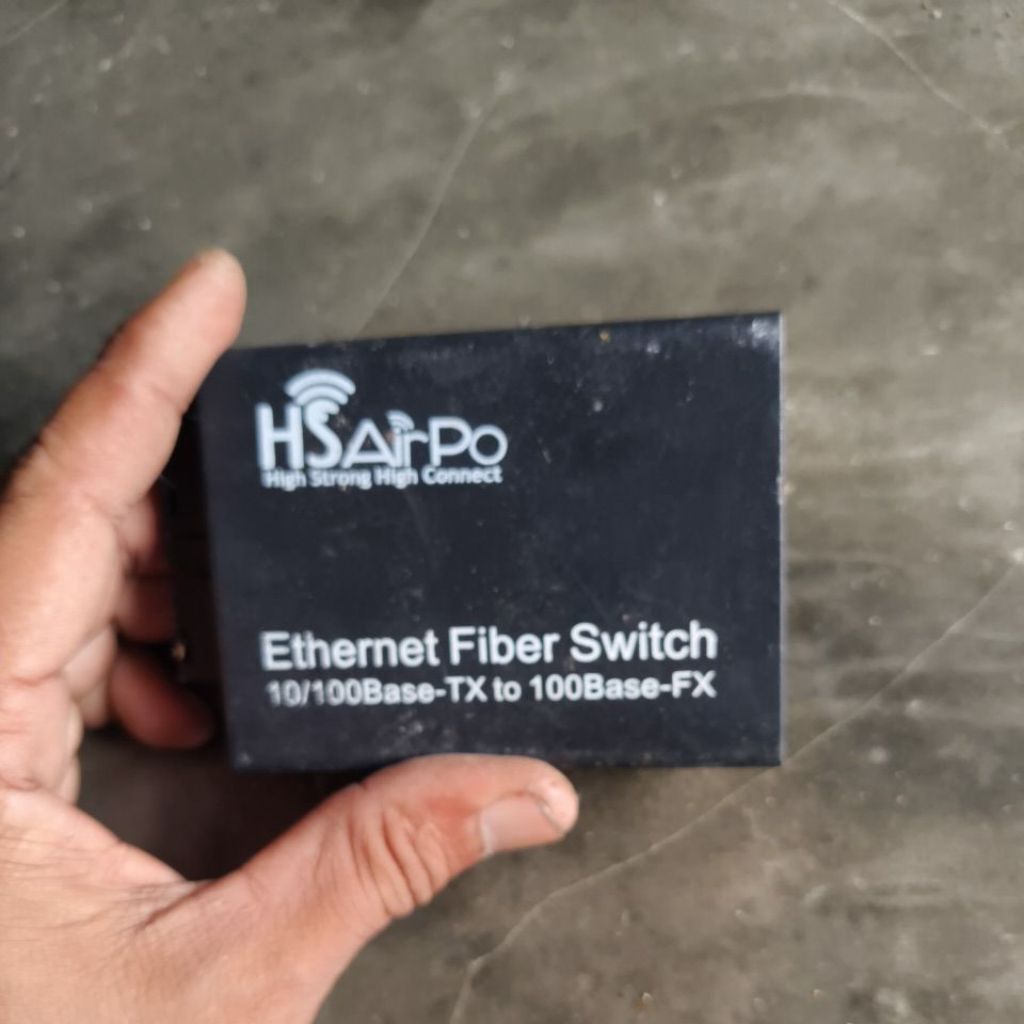 HSAirPo
High Strong High Connect
Ethernet Fiber Switch
10/100Base-TX to 100Base-FX